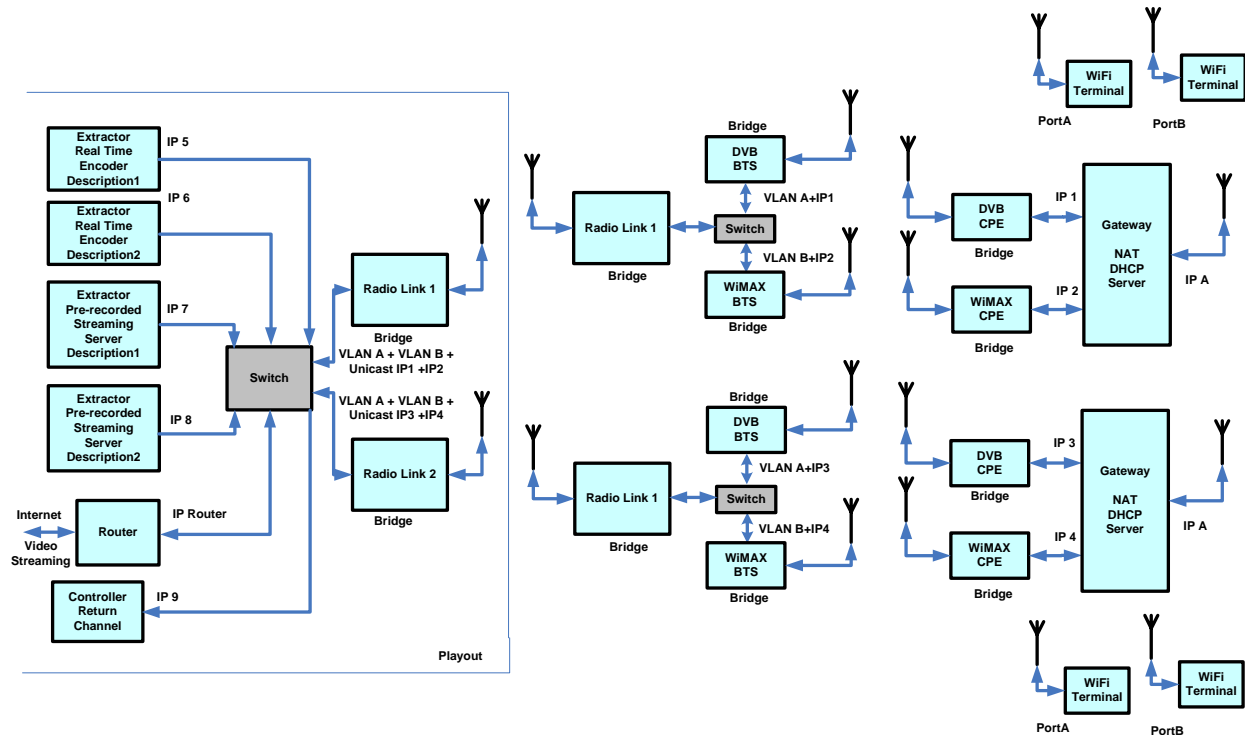 Extractor
Real Time
Encoder
Description1
IP 5
Extractor
Real Time
Encoder
Description2
IP 6
Extractor
Pre-recorded
Streaming
Server
Description1
IP 7
Extractor
Pre-recorded
Streaming
Server
Description2
IP 8
Internet
Video
Streaming
Router
IP Router
Controller
Return
Channel
IP 9
Switch
Radio Link 1
Bridge
VLAN A + VLAN B +
Unicast IP1 +IP2
VLAN A + VLAN B +
Unicast IP3 +IP4
Radio Link 2
Bridge
Playout
Radio Link 1
Bridge
Bridge
DVB
BTS
VLAN A+IP1
Switch
VLAN B+IP2
WiMAX
BTS
Bridge
Radio Link 1
Bridge
Bridge
DVB
BTS
VLAN A+IP3
Switch
VLAN B+IP4
WiMAX
BTS
Bridge
WiFi
Terminal
PortA
WiFi
Terminal
PortB
DVB
CPE
Bridge
IP 1
WiMAX
CPE
Bridge
IP 2
Gateway
NAT
DHCP
Server
IP A
DVB
CPE
Bridge
IP 3
WiMAX
CPE
Bridge
IP 4
Gateway
NAT
DHCP
Server
IP A
WiFi
Terminal
PortA
WiFi
Terminal
PortB